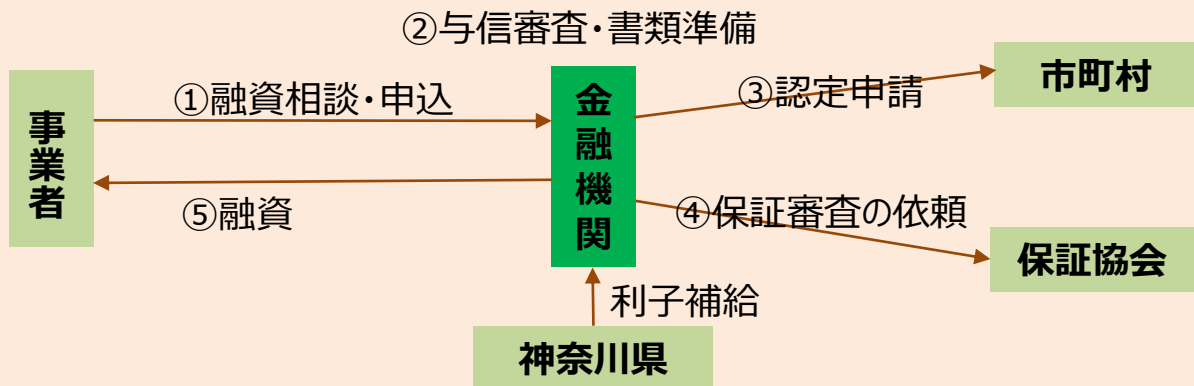 ②与信審査・書類準備
市町村
①融資相談・申込
金融機関
③認定申請
事業者
⑤融資
④保証審査の依頼
保証協会
利子補給
神奈川県